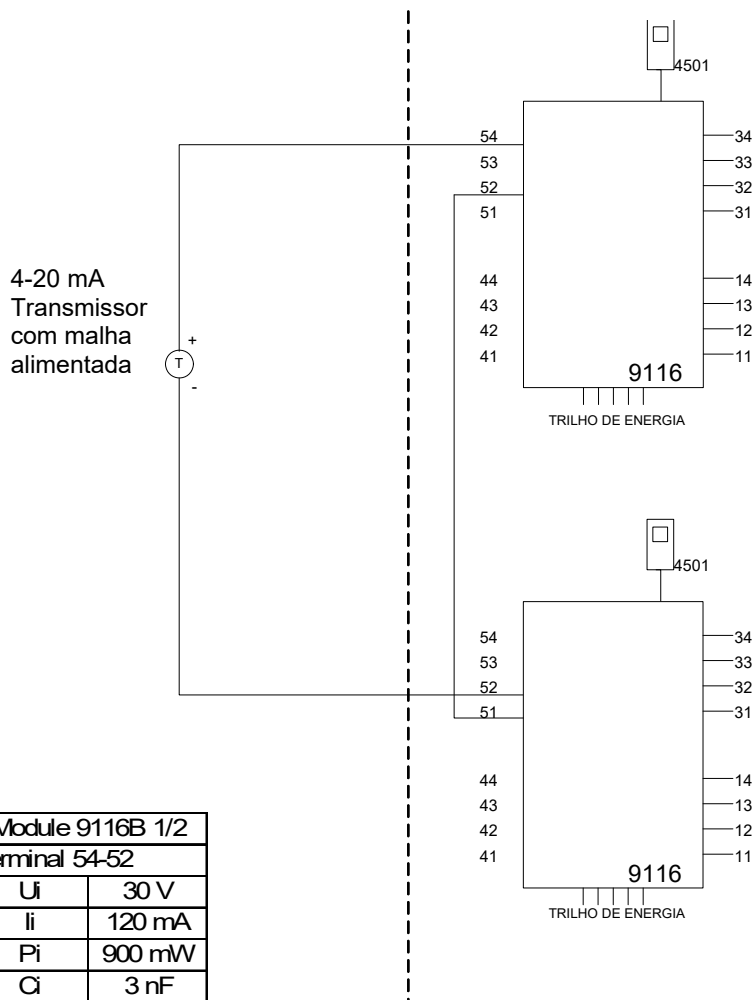 4501
54
53
52
51
34
33
32
31
44
43
42
41
14
13
12
11
9116
TRILHO DE ENERGIA
4-20 mA
Transmissor
com malha
alimentada
+
T
-
4501
54
53
52
51
34
33
32
31
44
43
42
41
14
13
12
11
9116
TRILHO DE ENERGIA
Module 9116B 1/2
erminal 54-52
Ui 30 V
Ii 120 mA
Pi 900 mW
Ci 3 nF